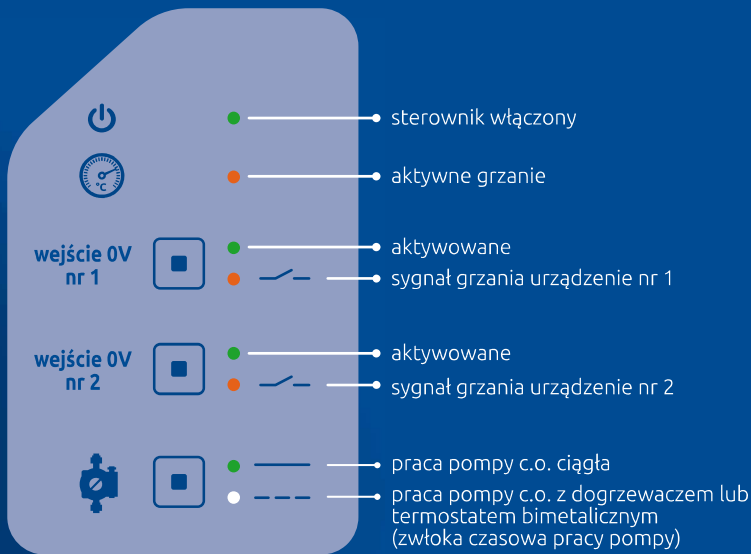 sterownik włączony
°C
aktywne grzanie
wejście 0V
nr 1
aktywowane
sygnał grzania urządzenie nr 1
wejście 0V
nr 2
aktywowane
sygnał grzania urządzenie nr 2
praca pompy c.o. ciągła
praca pompy c.o. z dogrzewaczem lub
termostatem bimetalicznym
(zwłoka czasowa pracy pompy)